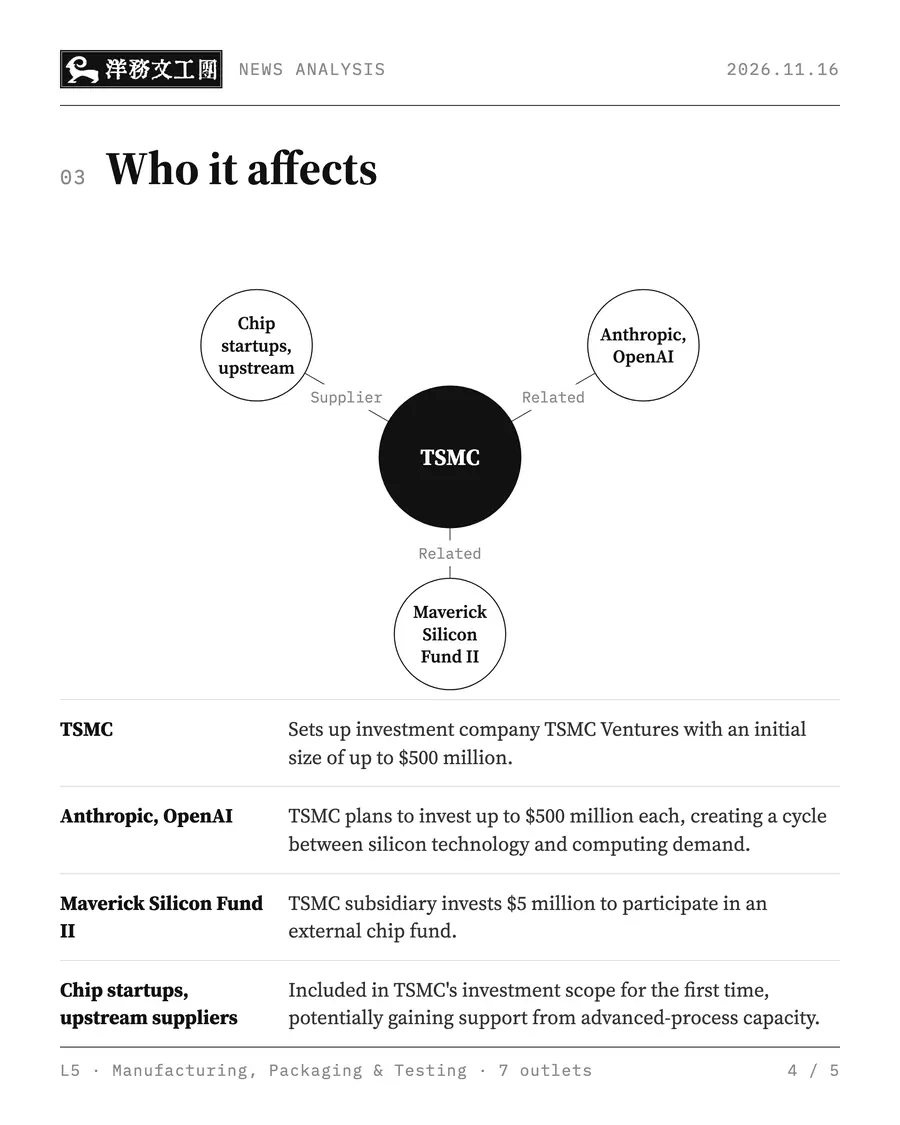 洋務文工團
NEWS ANALYSIS
2026.11.16
03
Who it affects
Chip
startups,
upstream
Anthropic,
OpenAI
Supplier
Related
TSMC
Related
Maverick
Silicon
Fund II
TSMC
Sets up investment company TSMC Ventures with an initial
size of up to $500 million.
Anthropic, OpenAI
TSMC plans to invest up to $500 million each, creating a cycle
between silicon technology and computing demand.
Maverick Silicon Fund
II
TSMC subsidiary invests $5 million to participate in an
external chip fund.
Chip startups,
upstream suppliers
Included in TSMC's investment scope for the first time,
potentially gaining support from advanced-process capacity.
L5 · Manufacturing, Packaging & Testing · 7 outlets
4 / 5